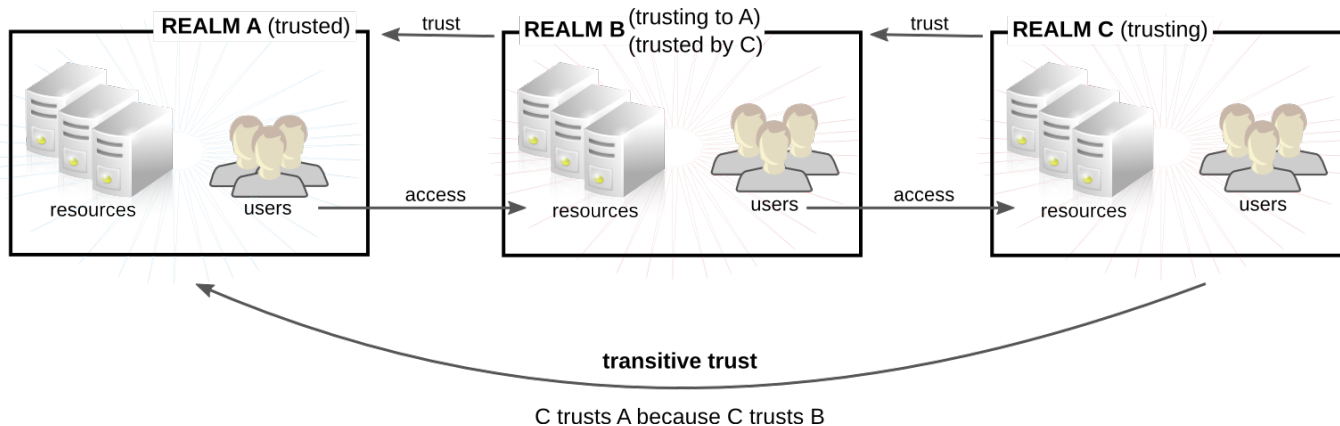 REALM A (trusted)
trust
REALM B (trusting to A)
(trusted by C)
trust
REALM C (trusting)
resources
users
access
resources
users
access
resources
users
transitive trust
C trusts A because C trusts B